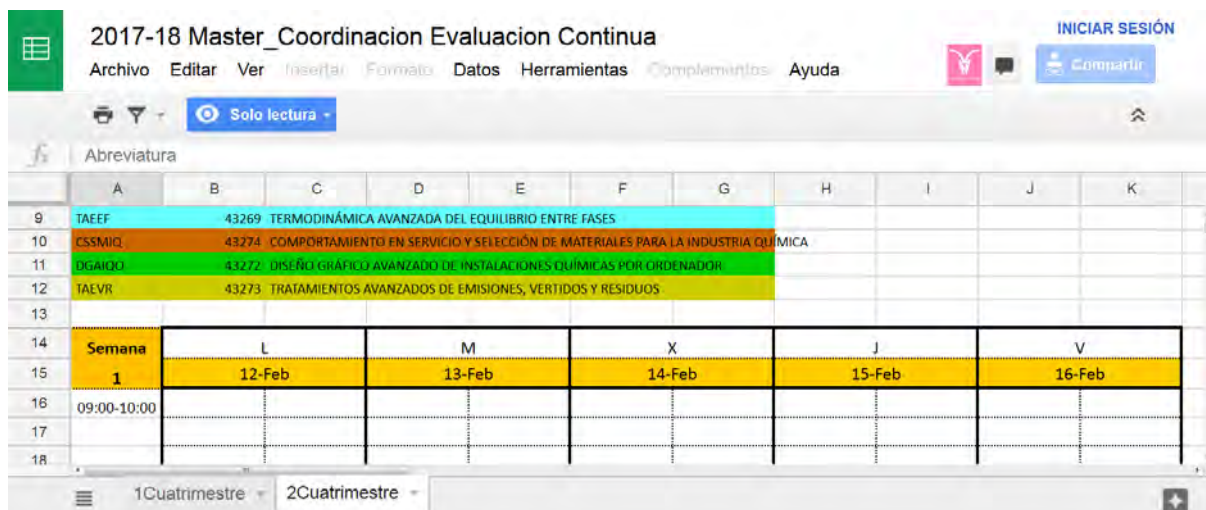 2017-18 Master_Coordinacion Evaluacion Continua
INICIAR SESIÓN
Archivo Editar Ver Insertar Formato Datos Herramientas Complementos Ayuda
Compartir
Solo lectura
fx Abreviatura
A B C D E F G H I J K
9 TAEEF 43269 TERMODINÁMICA AVANZADA DEL EQUILIBRIO ENTRE FASES
10 CSSMIQ 43274 COMPORTAMIENTO EN SERVICIO Y SELECCIÓN DE MATERIALES PARA LA INDUSTRIA QUÍMICA
11 DGAIQO 43272 DISEÑO GRÁFICO AVANZADO DE INSTALACIONES QUÍMICAS POR ORDENADOR
12 TAEVR 43273 TRATAMIENTOS AVANZADOS DE EMISIONES, VERTIDOS Y RESIDUOS
13
14 Semana L M X J V
15 1 12-Feb 13-Feb 14-Feb 15-Feb 16-Feb
16 09:00-10:00
17
18
1Cuatrimestre 2Cuatrimestre